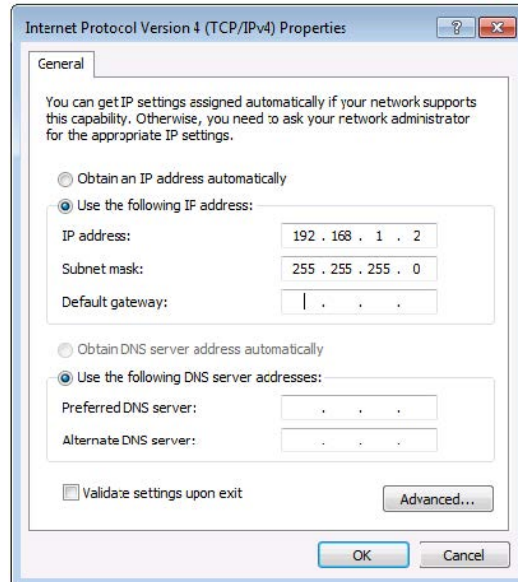 Internet Protocol Version 4 (TCP/IPv4) Properties
General
You can get IP settings assigned automatically if your network supports
this capability. Otherwise, you need to ask your network administrator
for the appropriate IP settings.
Obtain an IP address automatically
Use the following IP address:
IP address: 192 . 168 . 1 . 2
Subnet mask: 255 . 255 . 255 . 0
Default gateway: . . .
Obtain DNS server address automatically
Use the following DNS server addresses:
Preferred DNS server: . . .
Alternate DNS server: . . .
Validate settings upon exit
Advanced...
OK Cancel